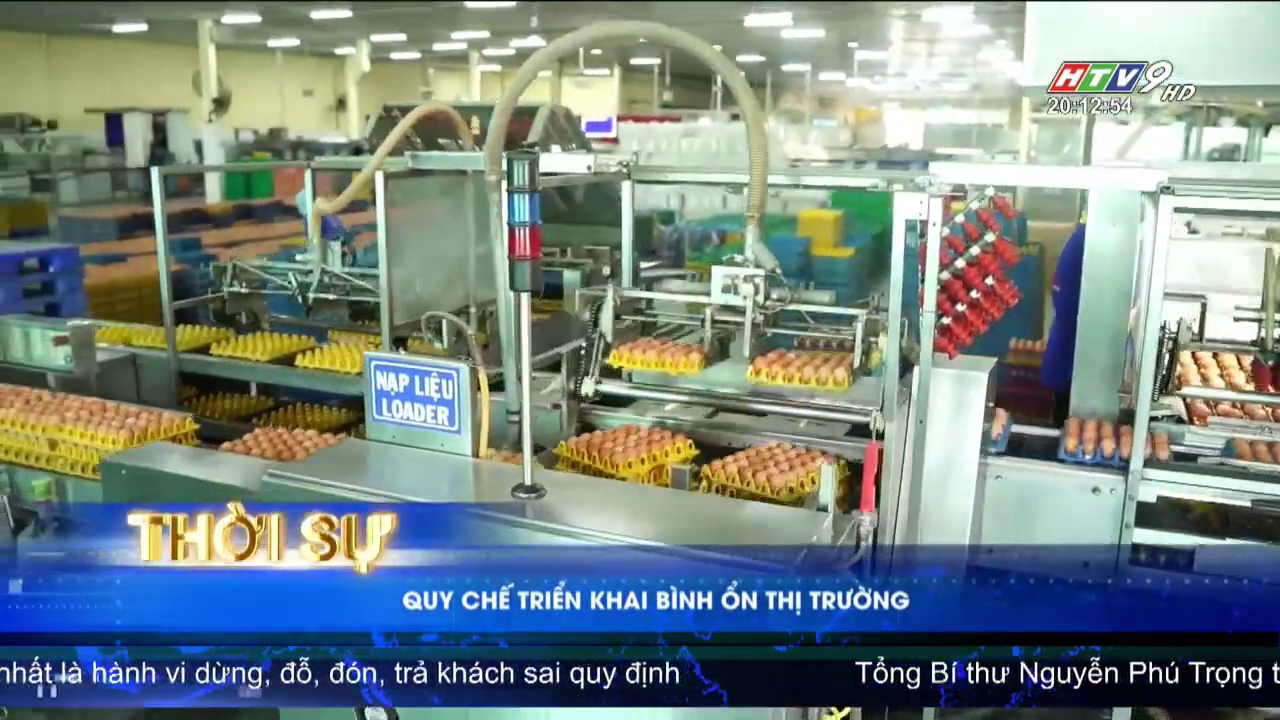 HTV9 HD
20:12:54
NẠP LIỆU
LOADER
THỜI SỰ
QUY CHẾ TRIỂN KHAI BÌNH ỔN THỊ TRƯỜNG
nhất là hành vi dừng, đỗ, đón, trả khách sai quy định
Tổng Bí thư Nguyễn Phú Trọng t